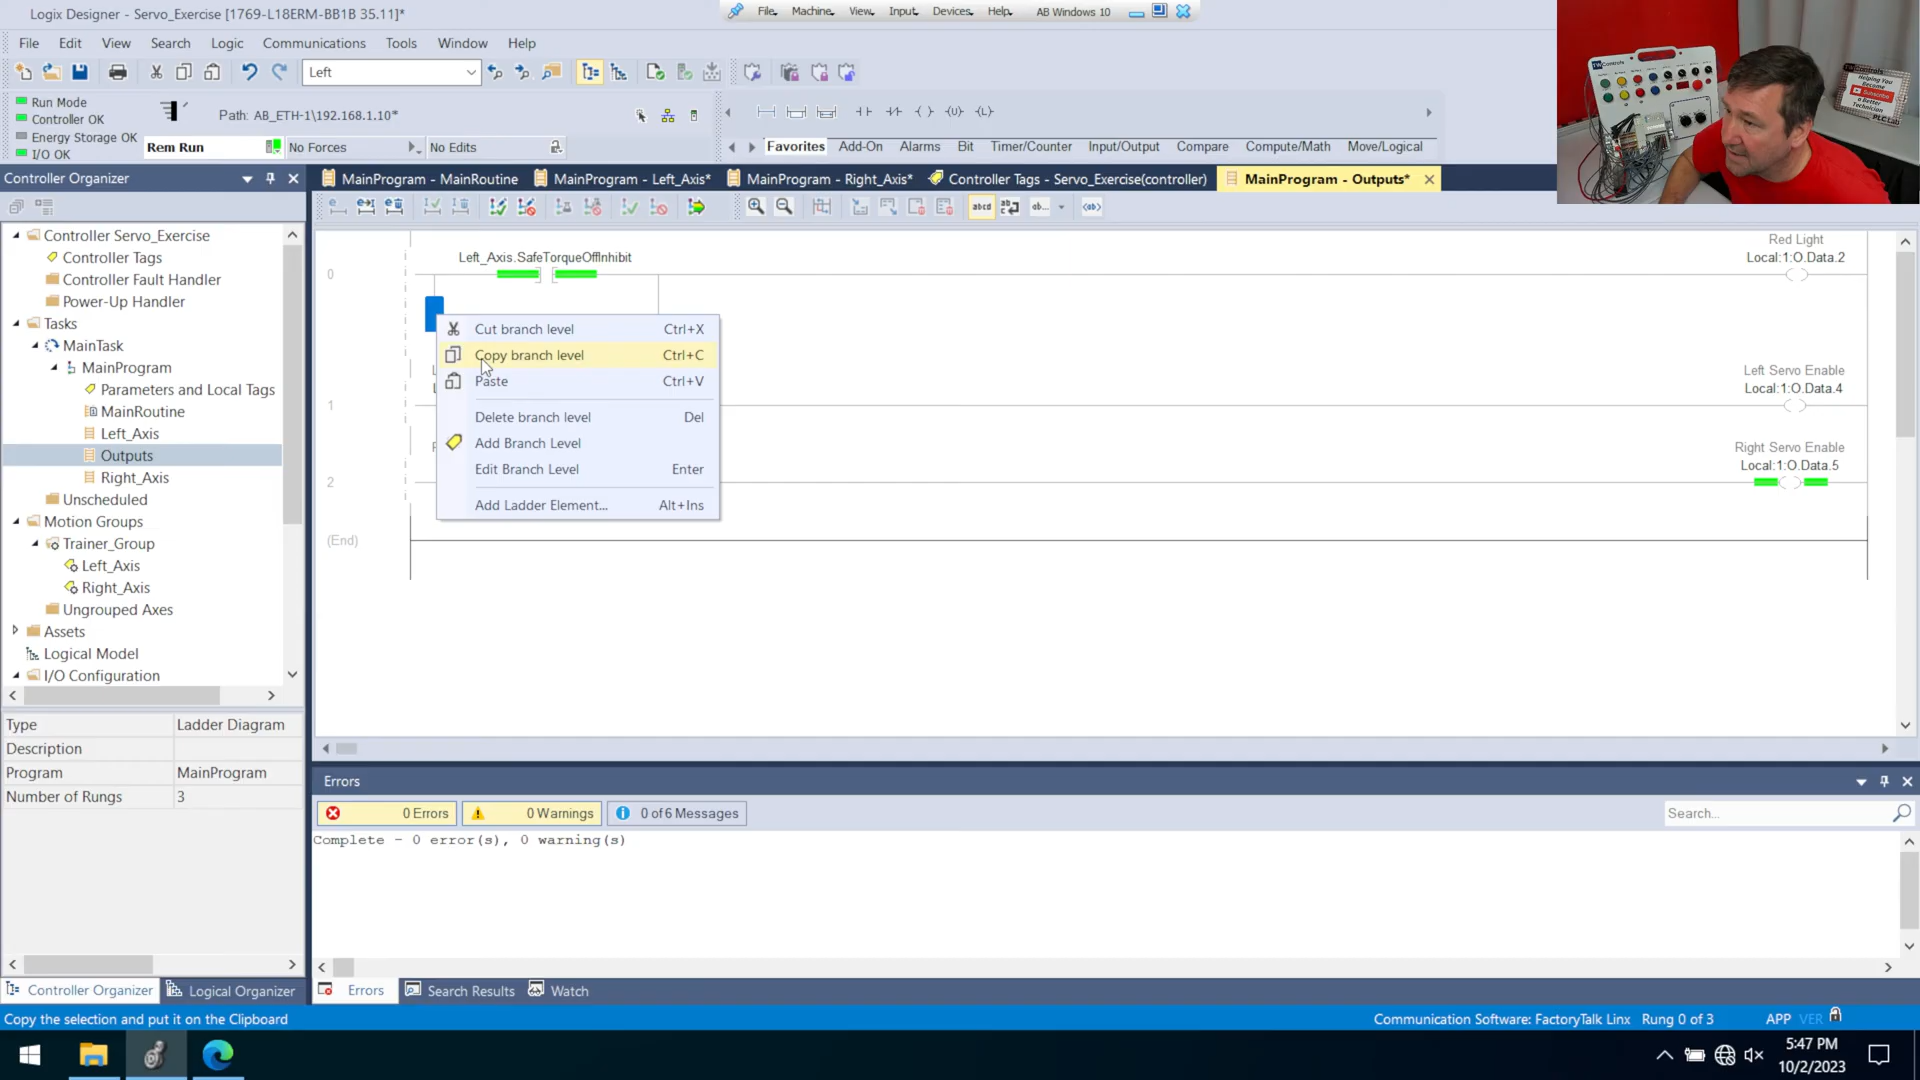 Logix Designer - Servo_Exercise [1769-L18ERM-BB1B 35.11]*
File Machine View Input Devices Help AB Windows 10
File Edit View Search Logic Communications Tools Window Help
Left
Run Mode
Controller OK
Energy Storage OK
I/O OK
Path: AB_ETH-1\192.168.1.10*
Rem Run No Forces No Edits
Favorites Add-On Alarms Bit Timer/Counter Input/Output Compare Compute/Math Move/Logical
Controller Organizer
MainProgram - MainRoutine MainProgram - Left_Axis* MainProgram - Right_Axis* Controller Tags - Servo_Exercise(controller) MainProgram - Outputs*
Controller Servo_Exercise
Controller Tags
Controller Fault Handler
Power-Up Handler
Tasks
MainTask
MainProgram
Parameters and Local Tags
MainRoutine
Left_Axis
Outputs
Right_Axis
Unscheduled
Motion Groups
Trainer_Group
Left_Axis
Right_Axis
Ungrouped Axes
Assets
Logical Model
I/O Configuration
Type Ladder Diagram
Description
Program MainProgram
Number of Rungs 3
0
Left_Axis.SafeTorqueOffInhibit
Red Light
Local:1:O.Data.2
1
Left Servo Enable
Local:1:O.Data.4
2
Right Servo Enable
Local:1:O.Data.5
(End)
Cut branch level Ctrl+X
Copy branch level Ctrl+C
Paste Ctrl+V
Delete branch level Del
Add Branch Level
Edit Branch Level Enter
Add Ladder Element... Alt+Ins
Errors
0 Errors 0 Warnings 0 of 6 Messages
Search...
Complete - 0 error(s), 0 warning(s)
Controller Organizer Logical Organizer
Errors Search Results Watch
Copy the selection and put it on the Clipboard
Communication Software: FactoryTalk Linx Rung 0 of 3 APP VER
5:47 PM
10/2/2023
TWControls
Helping You
Become
Subscribe
a Better
Technician